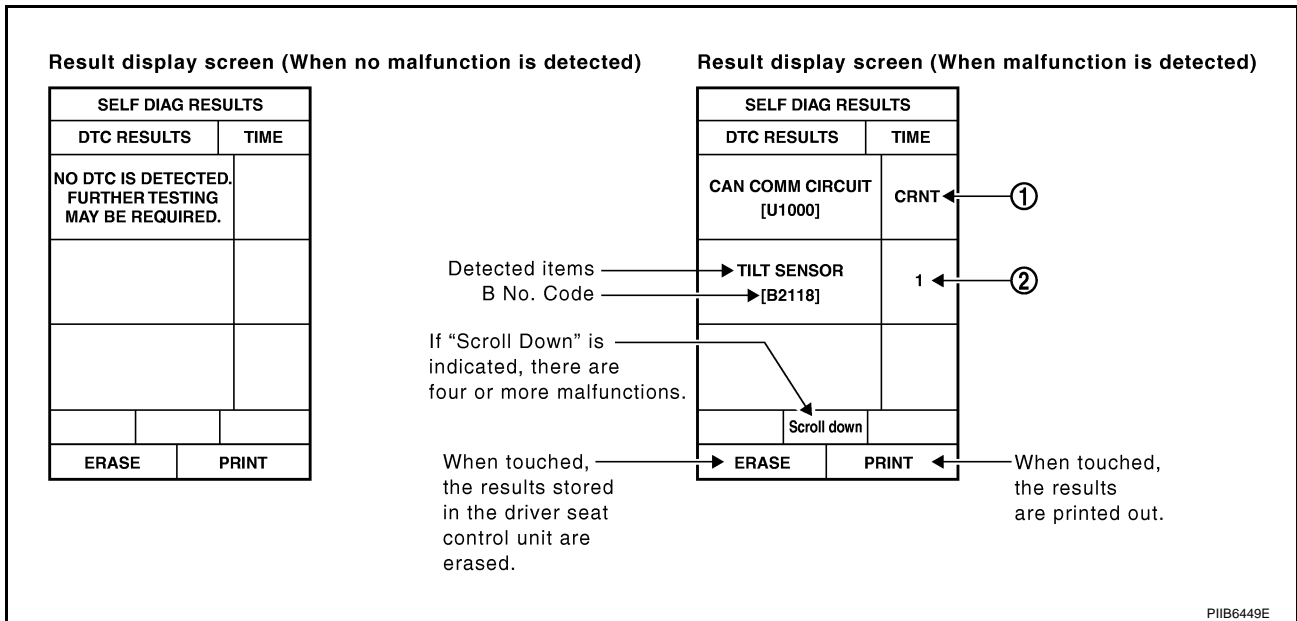 Result display screen (When no malfunction is detected)
SELF DIAG RESULTS
DTC RESULTS TIME
NO DTC IS DETECTED.
FURTHER TESTING
MAY BE REQUIRED.
ERASE PRINT
Result display screen (When malfunction is detected)
SELF DIAG RESULTS
DTC RESULTS TIME
CAN COMM CIRCUIT
[U1000]
CRNT
①
Detected items
B No. Code
TILT SENSOR
[B2118]
1
②
If “Scroll Down” is
indicated, there are
four or more malfunctions.
Scroll down
ERASE PRINT
When touched,
the results stored
in the driver seat
control unit are
erased.
When touched,
the results
are printed out.
PIIB6449E